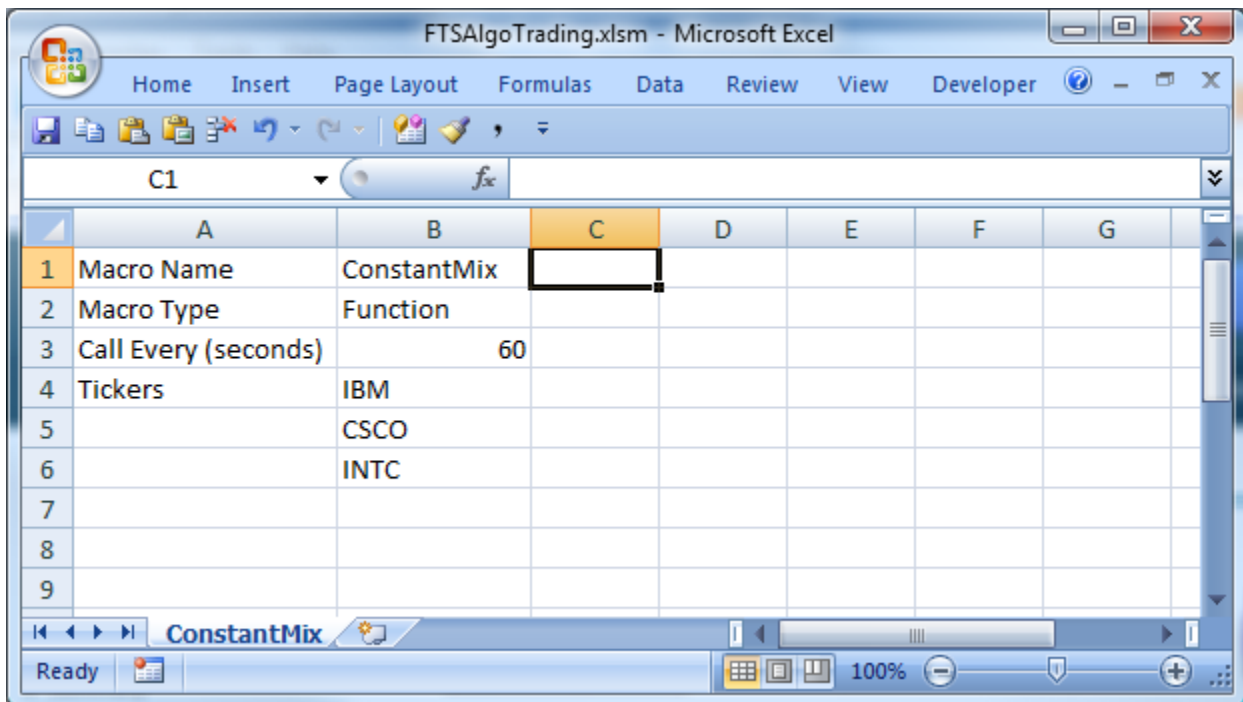 FTSAlgoTrading.xlsm - Microsoft Excel
Home Insert Page Layout Formulas Data Review View Developer
C1 fx
A B C D E F G
1 Macro Name ConstantMix
2 Macro Type Function
3 Call Every (seconds) 60
4 Tickers IBM
5 CSCO
6 INTC
7
8
9
ConstantMix
Ready 100%